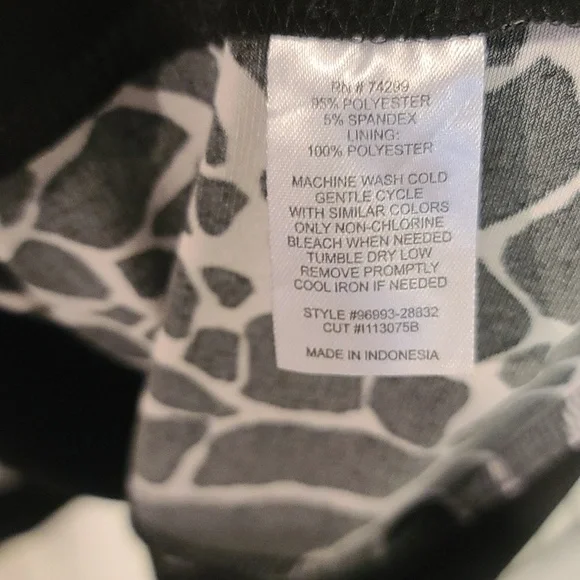 RN # 74299
95% POLYESTER
5% SPANDEX
LINING:
100% POLYESTER
MACHINE WASH COLD
GENTLE CYCLE
WITH SIMILAR COLORS
ONLY NON-CHLORINE
BLEACH WHEN NEEDED
TUMBLE DRY LOW
REMOVE PROMPTLY
COOL IRON IF NEEDED
STYLE #96993-28832
CUT #I113075B
MADE IN INDONESIA